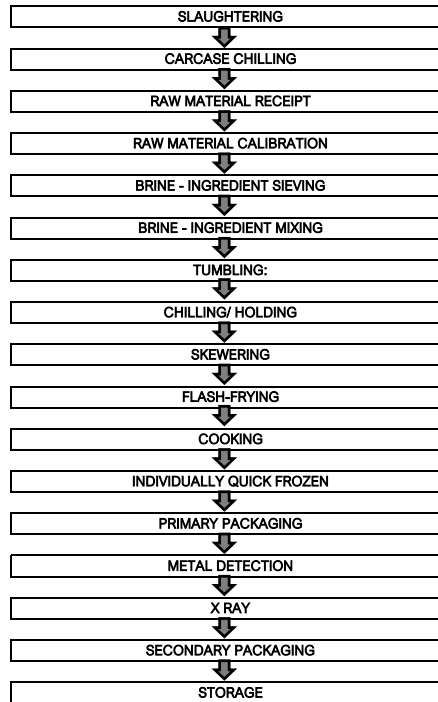 SLAUGHTERING
CARCASE CHILLING
RAW MATERIAL RECEIPT
RAW MATERIAL CALIBRATION
BRINE - INGREDIENT SIEVING
BRINE - INGREDIENT MIXING
TUMBLING:
CHILLING/ HOLDING
SKEWERING
FLASH-FRYING
COOKING
INDIVIDUALLY QUICK FROZEN
PRIMARY PACKAGING
METAL DETECTION
X RAY
SECONDARY PACKAGING
STORAGE